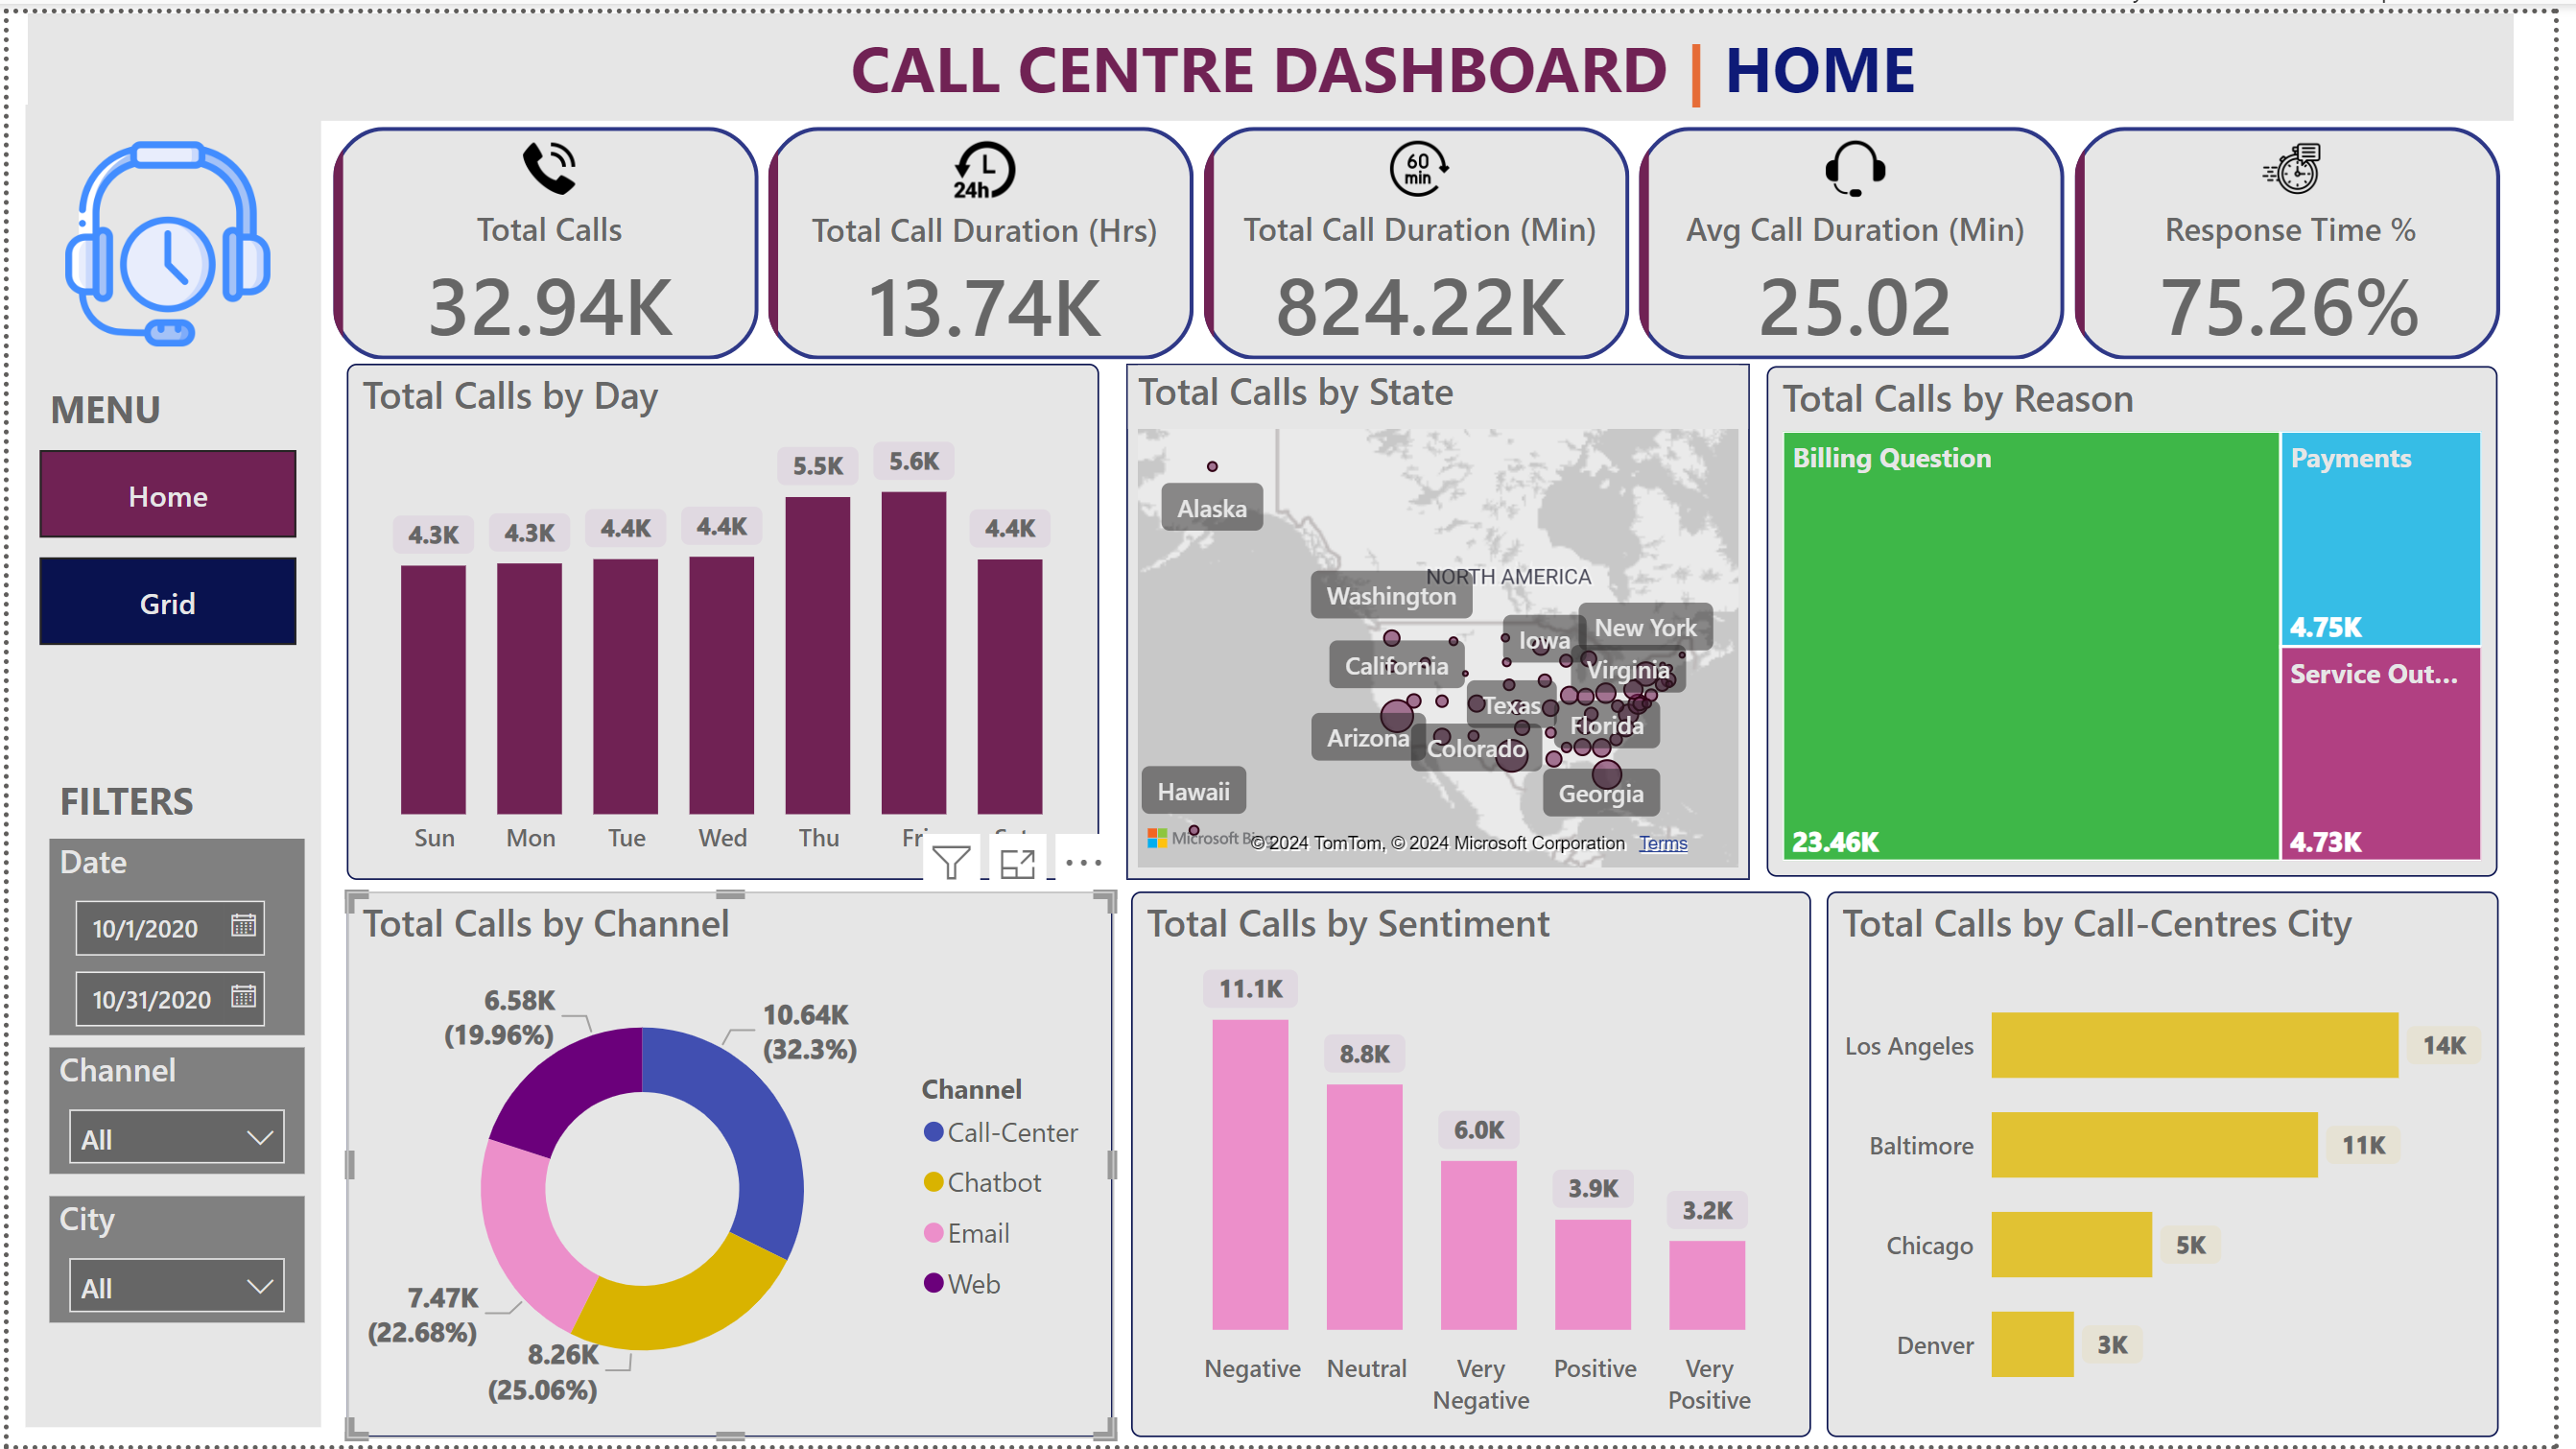 CALL CENTRE DASHBOARD | HOME
Total Calls
32.94K
24h
Total Call Duration (Hrs)
13.74K
60
min
Total Call Duration (Min)
824.22K
Avg Call Duration (Min)
25.02
Response Time %
75.26%
MENU
Home
Grid
FILTERS
Date
10/1/2020
10/31/2020
Channel
All
City
All
Total Calls by Day
4.3K
4.3K
4.4K
4.4K
5.5K
5.6K
4.4K
Sun
Mon
Tue
Wed
Thu
Total Calls by State
Alaska
NORTH AMERICA
Washington
New York
Iowa
California
Virginia
Texas
Florida
Arizona
Colorado
Hawaii
Georgia
Microsoft
© 2024 TomTom, © 2024 Microsoft Corporation Terms
Total Calls by Reason
Billing Question
23.46K
Payments
4.75K
Service Out...
4.73K
Total Calls by Channel
6.58K
(19.96%)
10.64K
(32.3%)
7.47K
(22.68%)
8.26K
(25.06%)
Channel
Call-Center
Chatbot
Email
Web
Total Calls by Sentiment
11.1K
8.8K
6.0K
3.9K
3.2K
Negative
Neutral
Very
Negative
Positive
Very
Positive
Total Calls by Call-Centres City
Los Angeles
14K
Baltimore
11K
Chicago
5K
Denver
3K